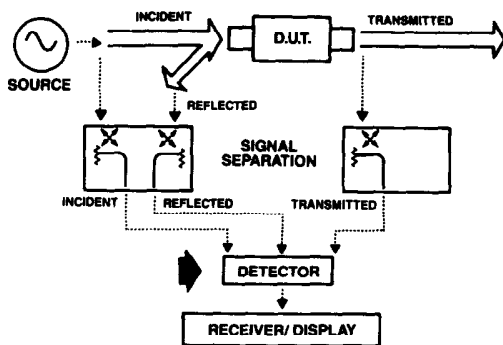 INCIDENT
TRANSMITTED
D.U.T.
SOURCE
REFLECTED
SIGNAL
SEPARATION
INCIDENT
REFLECTED
TRANSMITTED
DETECTOR
RECEIVER/ DISPLAY